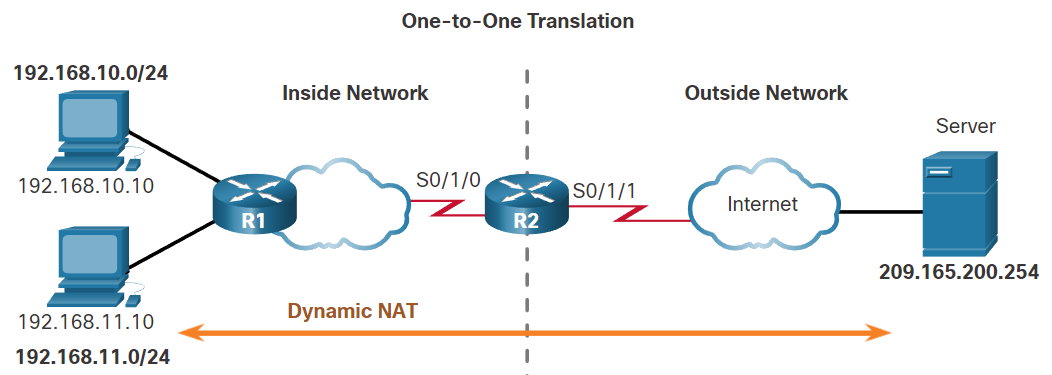 One-to-One Translation
192.168.10.0/24
Inside Network
Outside Network
Server
192.168.10.10
S0/1/0
S0/1/1
R1
R2
Internet
209.165.200.254
Dynamic NAT
192.168.11.10
192.168.11.0/24